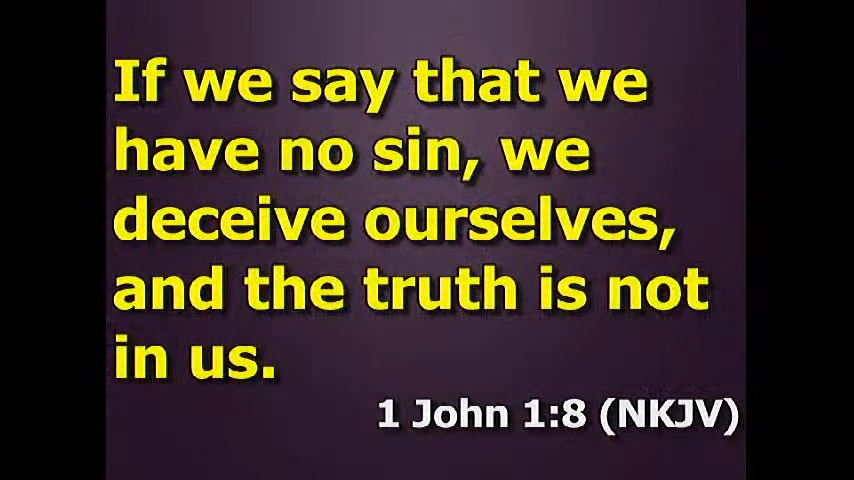 If we say that we
have no sin, we
deceive ourselves,
and the truth is not
in us.
1 John 1:8 (NKJV)